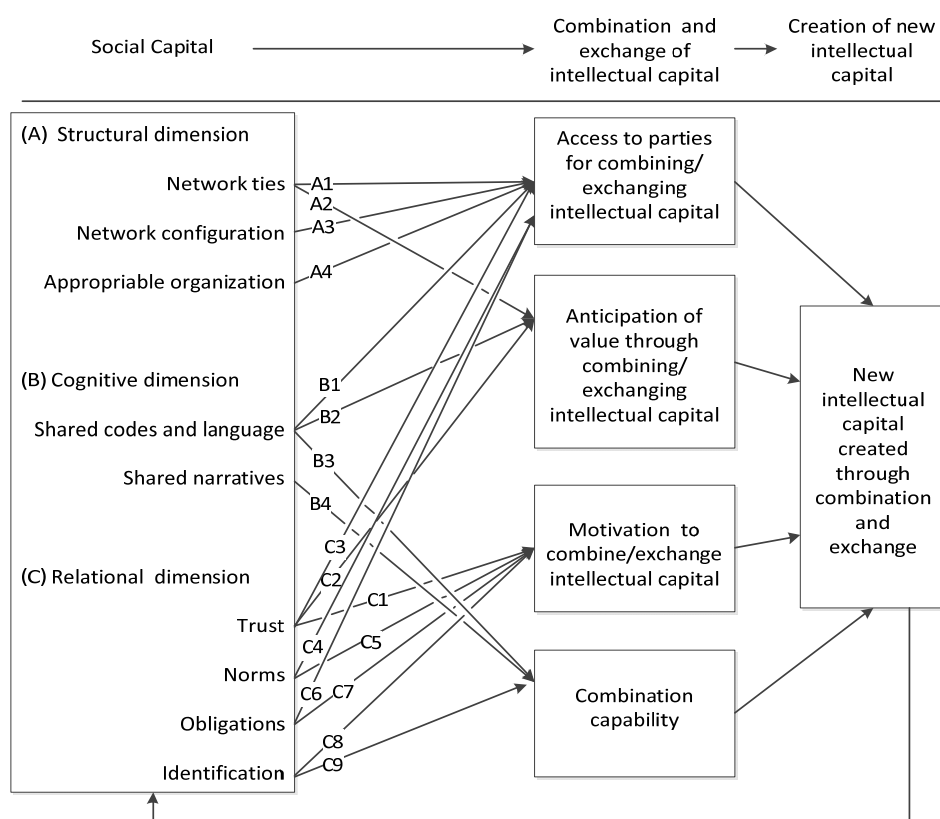 Social Capital
Combination and
exchange of
intellectual capital
Creation of new
intellectual
capital
(A) Structural dimension
Network ties
Network configuration
Appropriable organization
(B) Cognitive dimension
Shared codes and language
Shared narratives
(C) Relational dimension
Trust
Norms
Obligations
Identification
A1
A2
A3
A4
B1
B2
B3
B4
C3
C2
C1
C4
C5
C6
C7
C8
C9
Access to parties
for combining/
exchanging
intellectual capital
Anticipation of
value through
combining/
exchanging
intellectual capital
Motivation to
combine/exchange
intellectual capital
Combination
capability
New
intellectual
capital
created
through
combination
and
exchange